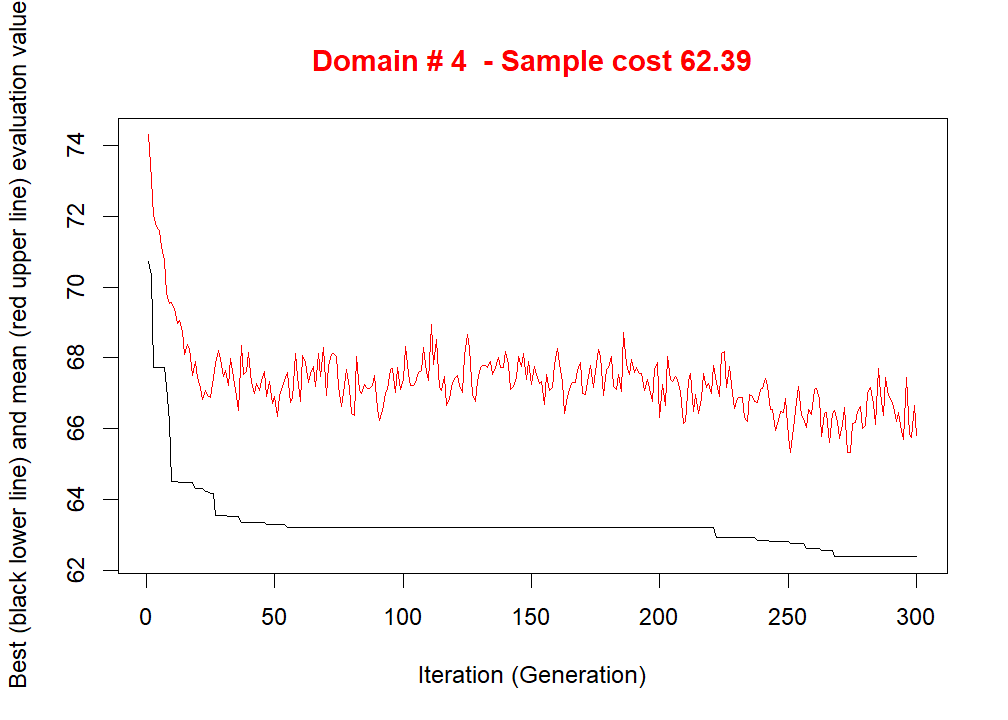 Domain # 4  - Sample cost 62.39
Best (black lower line) and mean (red upper line) evaluation value
74
72
70
68
66
64
62
0 50 100 150 200 250 300
Iteration (Generation)